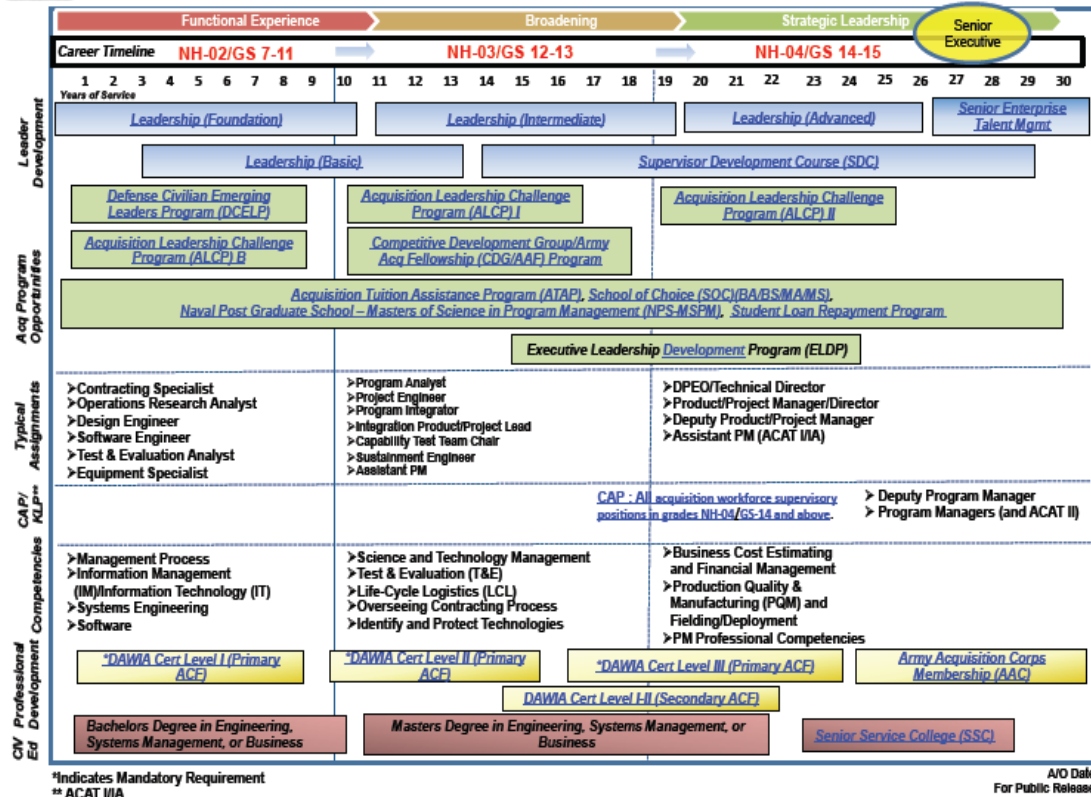 Functional Experience
Broadening
Strategic Leadership
Senior
Executive
Career Timeline
NH-02/GS 7-11
NH-03/GS 12-13
NH-04/GS 14-15
1 2 3 4 5 6 7 8 9 10 11 12 13 14 15 16 17 18 19 20 21 22 23 24 25 26 27 28 29 30
Years of Service
Leader
Development
Leadership (Foundation)
Leadership (Intermediate)
Leadership (Advanced)
Senior Enterprise
Talent Mgmt
Leadership (Basic)
Supervisor Development Course (SDC)
Defense Civilian Emerging
Leaders Program (DCELP)
Acquisition Leadership Challenge
Program (ALCP) I
Acquisition Leadership Challenge
Program (ALCP) II
Acq Program
Opportunifies
Acquisition Leadership Challenge
Program (ALCP) B
Competitive Development Group/Army
Acq Fellowship (CDG/AAF) Program
Acquisition Tuition Assistance Program (ATAP), School of Choice (SOC)(BA/BS/MA/MS),
Naval Post Graduate School – Masters of Science in Program Management (NPS-MSPM), Student Loan Repayment Program
Executive Leadership Development Program (ELDP)
Typical
Assignments
➢Contracting Specialist
➢Operations Research Analyst
➢Design Engineer
➢Software Engineer
➢Test & Evaluation Analyst
➢Equipment Specialist
➢Program Analyst
➢Project Engineer
➢Program Integrator
➢Integration Product/Project Lead
➢Capability Test Team Chair
➢Sustainment Engineer
➢Assistant PM
➢DPEO/Technical Director
➢Product/Project Manager/Director
➢Deputy Product/Project Manager
➢Assistant PM (ACAT I/IA)
CAP/
KLP**
CAP : All acquisition workforce supervisory
positions in grades NH-04/GS-14 and above.
➢ Deputy Program Manager
➢ Program Managers (and ACAT II)
Competencies
➢Management Process
➢Information Management
(IM)/Information Technology (IT)
➢Systems Engineering
➢Software
➢Science and Technology Management
➢Test & Evaluation (T&E)
➢Life-Cycle Logistics (LCL)
➢Overseeing Contracting Process
➢Identify and Protect Technologies
➢Business Cost Estimating
and Financial Management
➢Production Quality &
Manufacturing (PQM) and
Fielding/Deployment
➢PM Professional Competencies
Professional
Development
*DAWIA Cert Level I (Primary
ACF)
*DAWIA Cert Level II (Primary
ACF)
*DAWIA Cert Level III (Primary ACF)
Army Acquisition Corps
Membership (AAC)
DAWIA Cert Level I-II (Secondary ACF)
CIV
Ed
Bachelors Degree in Engineering,
Systems Management, or Business
Masters Degree in Engineering, Systems Management, or
Business
Senior Service College (SSC)
*Indicates Mandatory Requirement
** ACAT I/IA
A/O Date
For Public Release